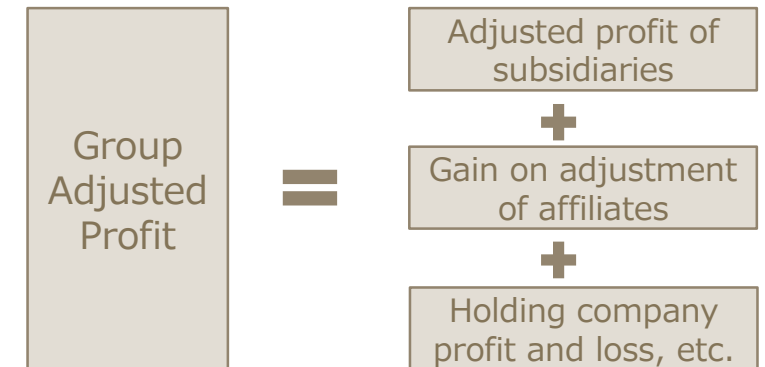 Group
Adjusted
Profit
=
Adjusted profit of
subsidiaries
+
Gain on adjustment
of affiliates
+
Holding company
profit and loss, etc.